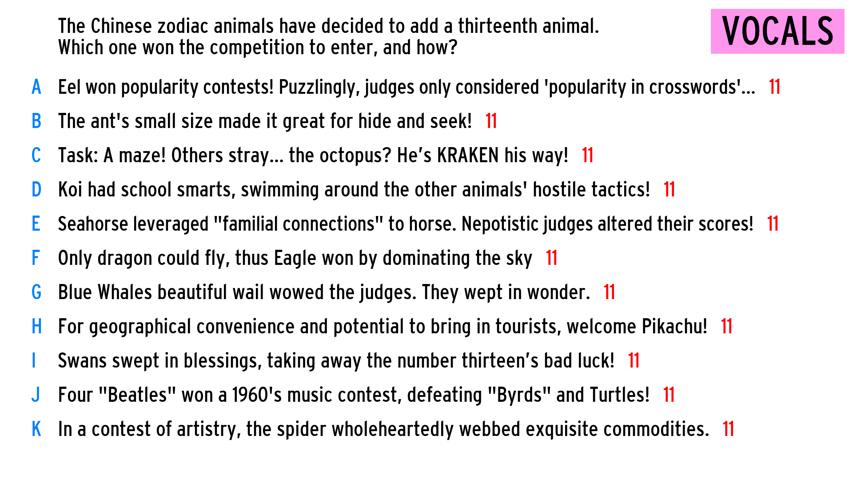 The Chinese zodiac animals have decided to add a thirteenth animal.
Which one won the competition to enter, and how?
VOCALS
A Eel won popularity contests! Puzzlingly, judges only considered 'popularity in crosswords'... 11
B The ant's small size made it great for hide and seek! 11
C Task: A maze! Others stray... the octopus? He's KRAKEN his way! 11
D Koi had school smarts, swimming around the other animals' hostile tactics! 11
E Seahorse leveraged "familial connections" to horse. Nepotistic judges altered their scores! 11
F Only dragon could fly, thus Eagle won by dominating the sky 11
G Blue Whales beautiful wail wowed the judges. They wept in wonder. 11
H For geographical convenience and potential to bring in tourists, welcome Pikachu! 11
I Swans swept in blessings, taking away the number thirteen's bad luck! 11
J Four "Beatles" won a 1960's music contest, defeating "Byrds" and Turtles! 11
K In a contest of artistry, the spider wholeheartedly webbed exquisite commodities. 11